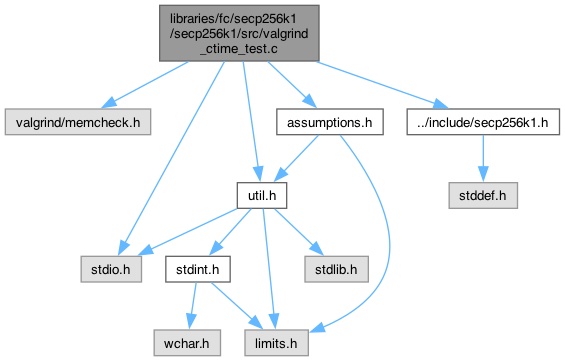 libraries/fc/secp256k1
/secp256k1/src/valgrind
_ctime_test.c
valgrind/memcheck.h
assumptions.h
../include/secp256k1.h
util.h
stddef.h
stdio.h
stdint.h
stdlib.h
wchar.h
limits.h